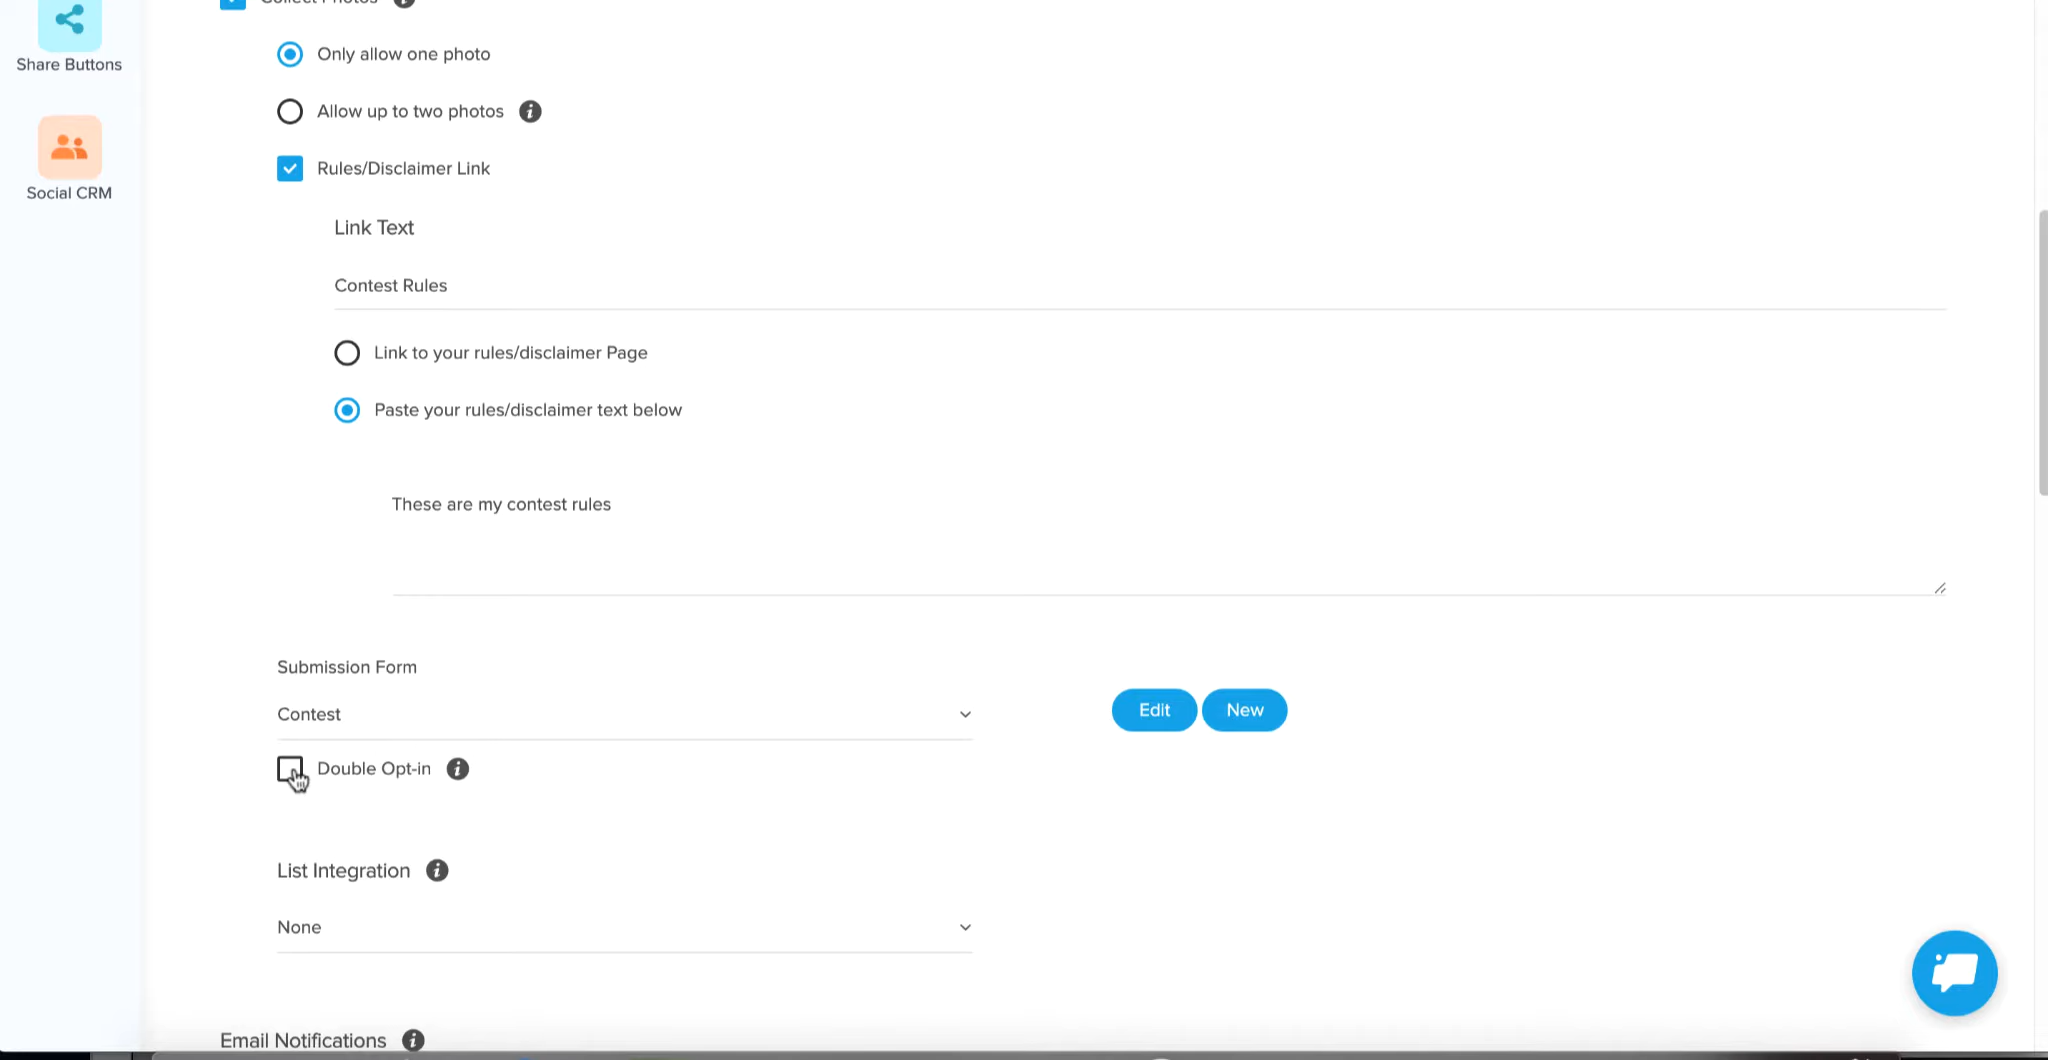 Collect Photos
Share Buttons
Only allow one photo
Allow up to two photos
Social CRM
Rules/Disclaimer Link
Link Text
Contest Rules
Link to your rules/disclaimer Page
Paste your rules/disclaimer text below
These are my contest rules
Submission Form
Contest
Edit
New
Double Opt-in
List Integration
None
Email Notifications